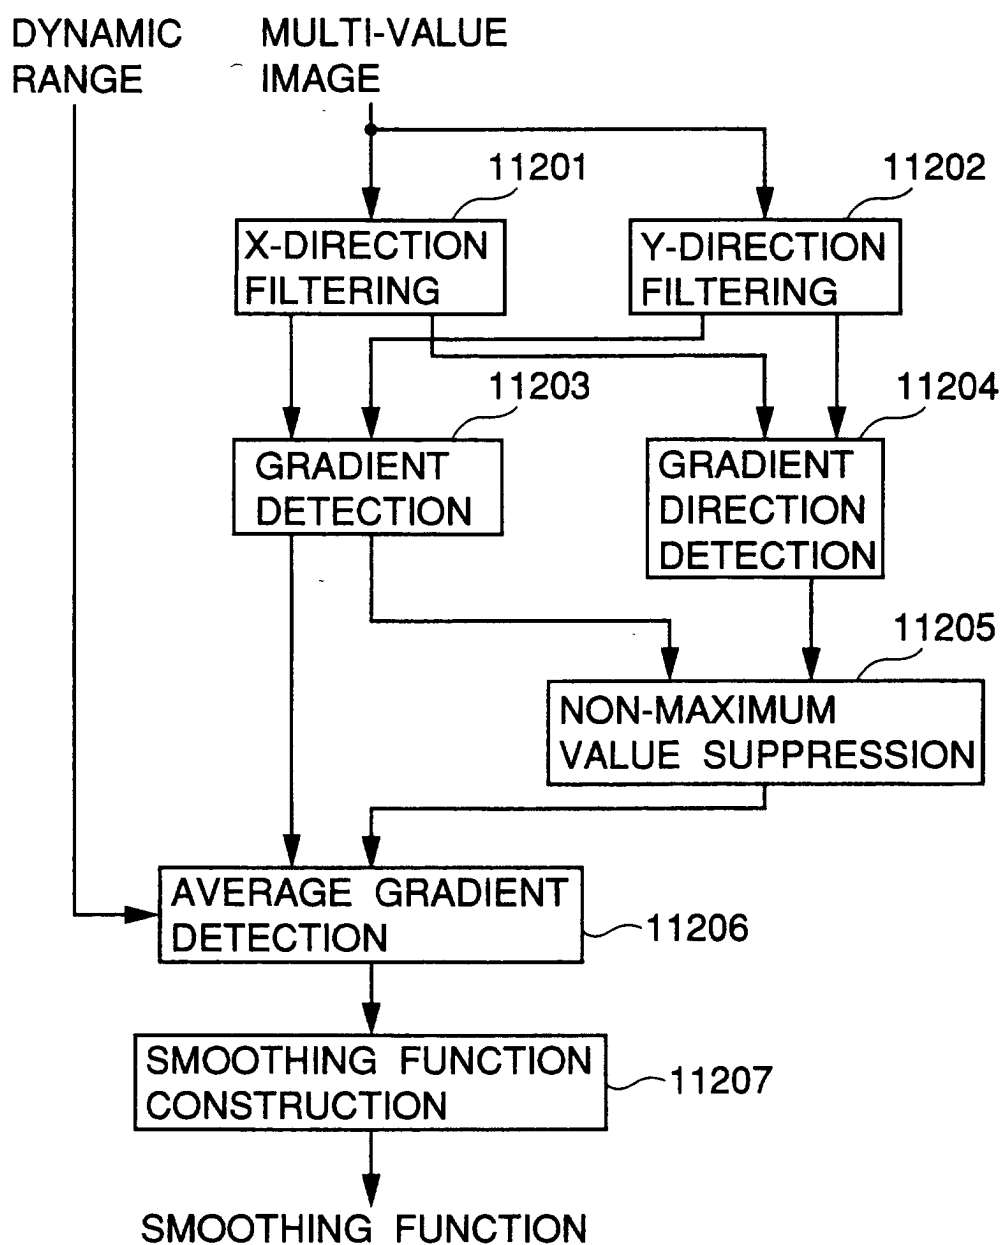 DYNAMIC
RANGE
MULTI-VALUE
IMAGE
11201
11202
X-DIRECTION
FILTERING
Y-DIRECTION
FILTERING
11203
11204
GRADIENT
DETECTION
GRADIENT
DIRECTION
DETECTION
11205
NON-MAXIMUM
VALUE SUPPRESSION
AVERAGE GRADIENT
DETECTION
11206
SMOOTHING FUNCTION
CONSTRUCTION
11207
SMOOTHING FUNCTION